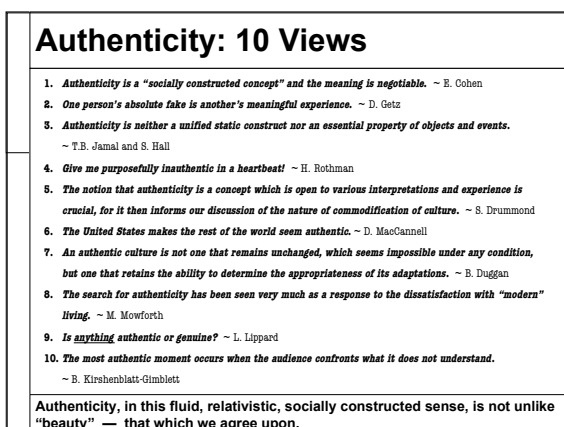 Authenticity: 10 Views
1. Authenticity is a “socially constructed concept” and the meaning is negotiable. ~ E. Cohen
2. One person’s absolute fake is another’s meaningful experience. ~ D. Getz
3. Authenticity is neither a unified static construct nor an essential property of objects and events.
~ T.B. Jamal and S. Hall
4. Give me purposefully inauthentic in a heartbeat! ~ H. Rothman
5. The notion that authenticity is a concept which is open to various interpretations and experience is
crucial, for it then informs our discussion of the nature of commodification of culture. ~ S. Drummond
6. The United States makes the rest of the world seem authentic. ~ D. MacCannell
7. An authentic culture is not one that remains unchanged, which seems impossible under any condition,
but one that retains the ability to determine the appropriateness of its adaptations. ~ B. Duggan
8. The search for authenticity has been seen very much as a response to the dissatisfaction with “modern”
living. ~ M. Mowforth
9. Is anything authentic or genuine? ~ L. Lippard
10. The most authentic moment occurs when the audience confronts what it does not understand.
~ B. Kirshenblatt-Gimblett
Authenticity, in this fluid, relativistic, socially constructed sense, is not unlike
“beauty” — that which we agree upon.